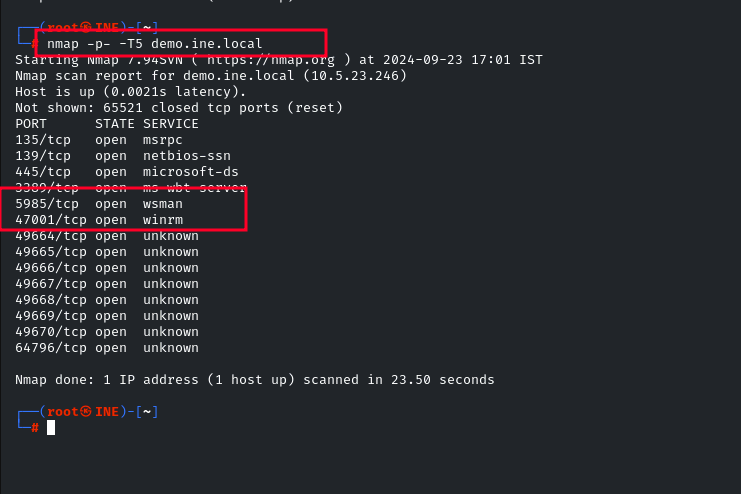 (root㉿INE)-[~]
# nmap -p- -T5 demo.ine.local
Starting Nmap 7.94SVN ( https://nmap.org ) at 2024-09-23 17:01 IST
Nmap scan report for demo.ine.local (10.5.23.246)
Host is up (0.0021s latency).
Not shown: 65521 closed tcp ports (reset)
PORT      STATE SERVICE
135/tcp   open  msrpc
139/tcp   open  netbios-ssn
445/tcp   open  microsoft-ds
3389/tcp  open  ms-wbt-server
5985/tcp  open  wsman
47001/tcp open  winrm
49664/tcp open  unknown
49665/tcp open  unknown
49666/tcp open  unknown
49667/tcp open  unknown
49668/tcp open  unknown
49669/tcp open  unknown
49670/tcp open  unknown
64796/tcp open  unknown
Nmap done: 1 IP address (1 host up) scanned in 23.50 seconds
(root㉿INE)-[~]
#